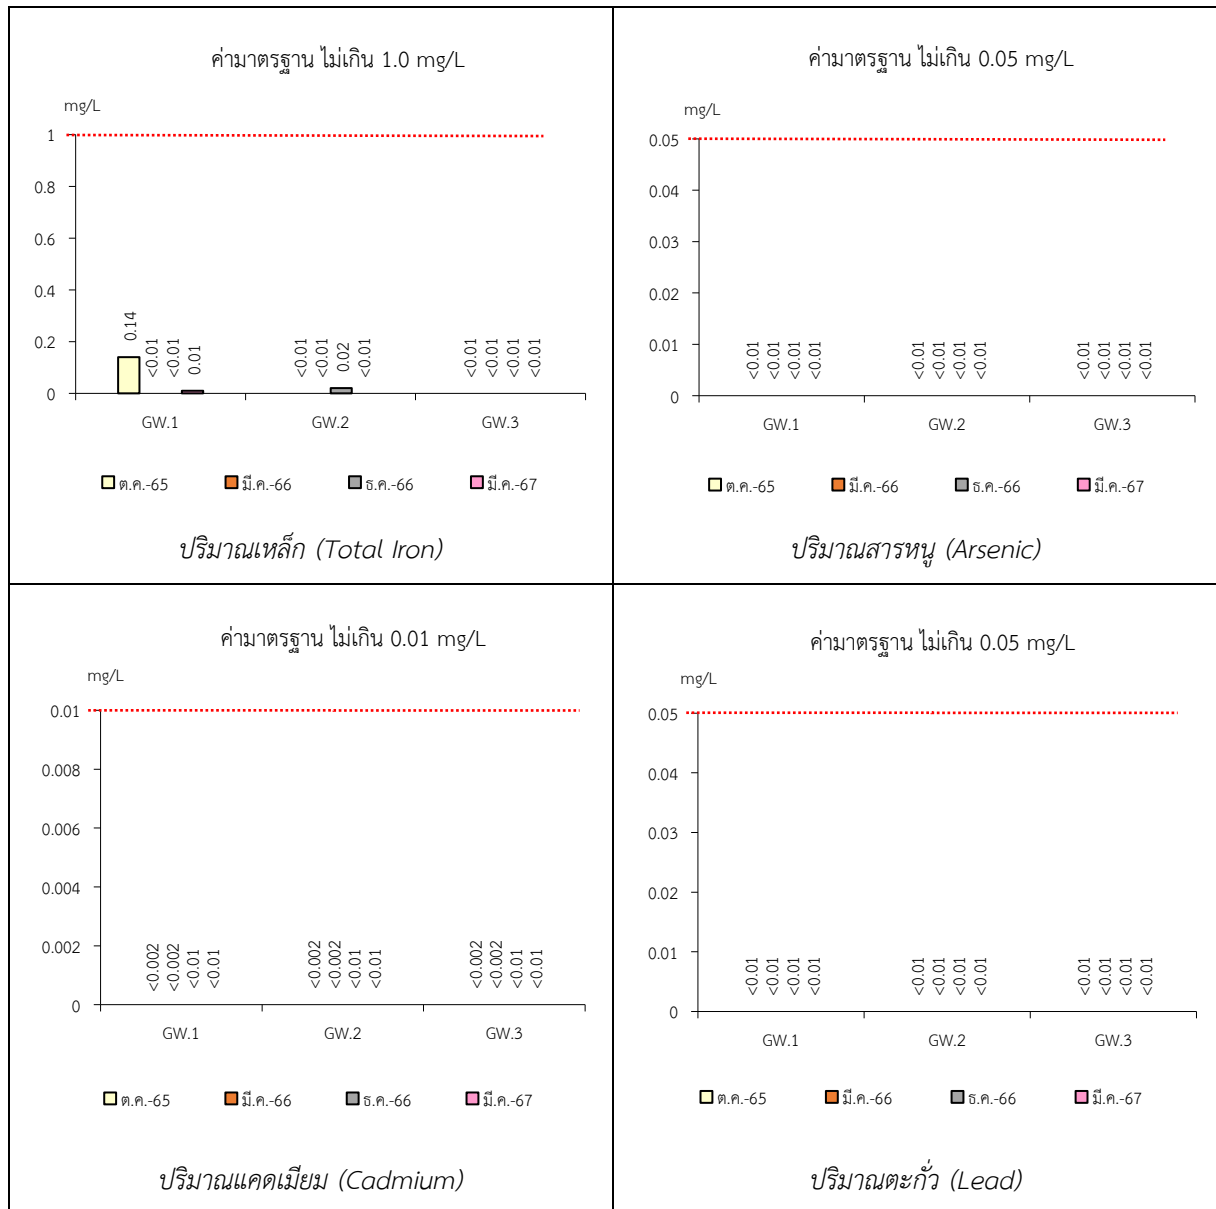 ค่ามาตรฐาน ไม่เกิน 1.0 mg/L
mg/L
1
0.8
0.6
0.4
0.2
0
0.14 <0.01 <0.01 0.01 <0.01 <0.01 0.02 <0.01 <0.01 <0.01 <0.01 <0.01
GW.1 GW.2 GW.3
ต.ค.-65 มี.ค.-66 ธ.ค.-66 มี.ค.-67
ปริมาณเหล็ก (Total Iron)
ค่ามาตรฐาน ไม่เกิน 0.05 mg/L
mg/L
0.05
0.04
0.03
0.02
0.01
0
<0.01 <0.01 <0.01 <0.01 <0.01 <0.01 <0.01 <0.01 <0.01 <0.01 <0.01 <0.01
GW.1 GW.2 GW.3
ต.ค.-65 มี.ค.-66 ธ.ค.-66 มี.ค.-67
ปริมาณสารหนู (Arsenic)
ค่ามาตรฐาน ไม่เกิน 0.01 mg/L
mg/L
0.01
0.008
0.006
0.004
0.002
0
<0.002 <0.002 <0.01 <0.01 <0.002 <0.002 <0.01 <0.01 <0.002 <0.002 <0.01 <0.01
GW.1 GW.2 GW.3
ต.ค.-65 มี.ค.-66 ธ.ค.-66 มี.ค.-67
ปริมาณแคดเมียม (Cadmium)
ค่ามาตรฐาน ไม่เกิน 0.05 mg/L
mg/L
0.05
0.04
0.03
0.02
0.01
0
<0.01 <0.01 <0.01 <0.01 <0.01 <0.01 <0.01 <0.01 <0.01 <0.01 <0.01 <0.01
GW.1 GW.2 GW.3
ต.ค.-65 มี.ค.-66 ธ.ค.-66 มี.ค.-67
ปริมาณตะกั่ว (Lead)